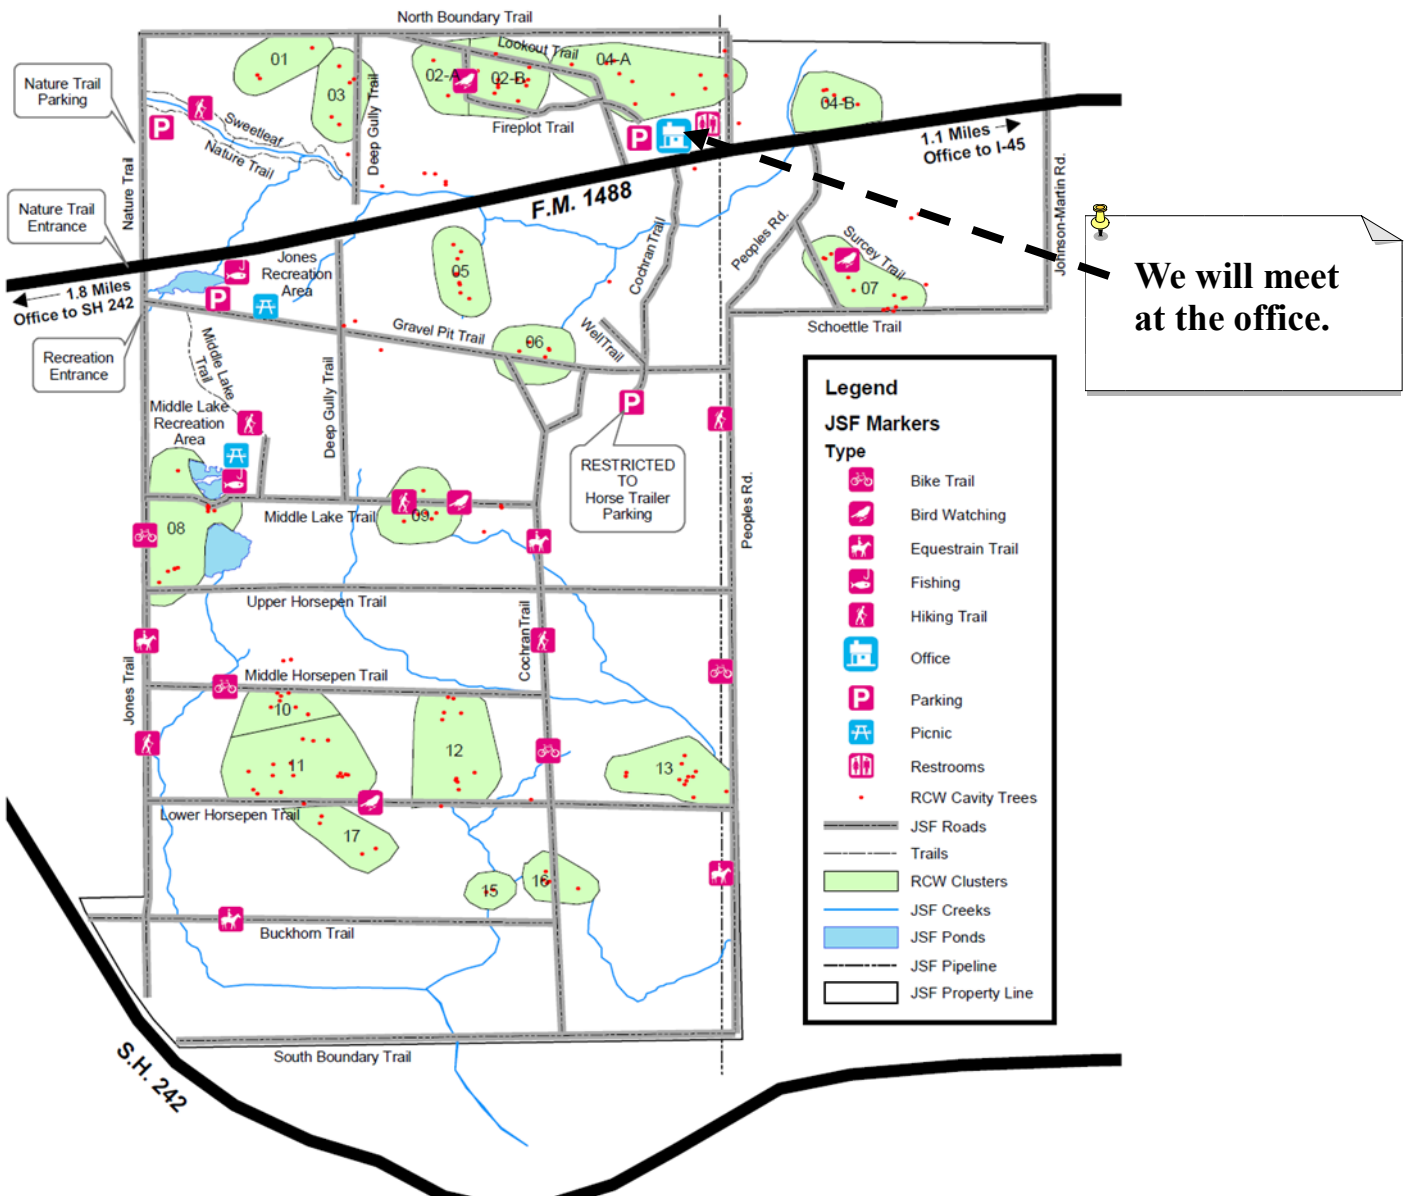 North Boundary Trail
Lookout Trail
01
02-A
02-B
04-A
03
04-B
Nature Trail
Parking
Deep Gully Trail
Sweetleaf
Nature Trail
Fireplot Trail
P
P
1.1 Miles
Office to I-45
Nature Trail
Nature Trail
Entrance
F.M. 1488
Johnson-Martin Rd.
Cochran Trail
Peoples Rd.
Surcey Trail
We will meet
at the office.
Jones
Recreation
Area
05
07
1.8 Miles
Office to SH 242
P
Gravel Pit Trail
06
Well Trail
Schoettle Trail
Recreation
Entrance
Middle Lake
Trail
Deep Gully Trail
P
Middle Lake
Recreation
Area
RESTRICTED
TO
Horse Trailer
Parking
Peoples Rd.
08
Middle Lake Trail
09
Upper Horsepen Trail
Cochran Trail
Jones Trail
Middle Horsepen Trail
10
11
12
13
Lower Horsepen Trail
17
15
16
Buckhorn Trail
South Boundary Trail
S.H. 242
Legend
JSF Markers
Type
Bike Trail
Bird Watching
Equestrain Trail
Fishing
Hiking Trail
Office
P Parking
Picnic
Restrooms
RCW Cavity Trees
JSF Roads
Trails
RCW Clusters
JSF Creeks
JSF Ponds
JSF Pipeline
JSF Property Line